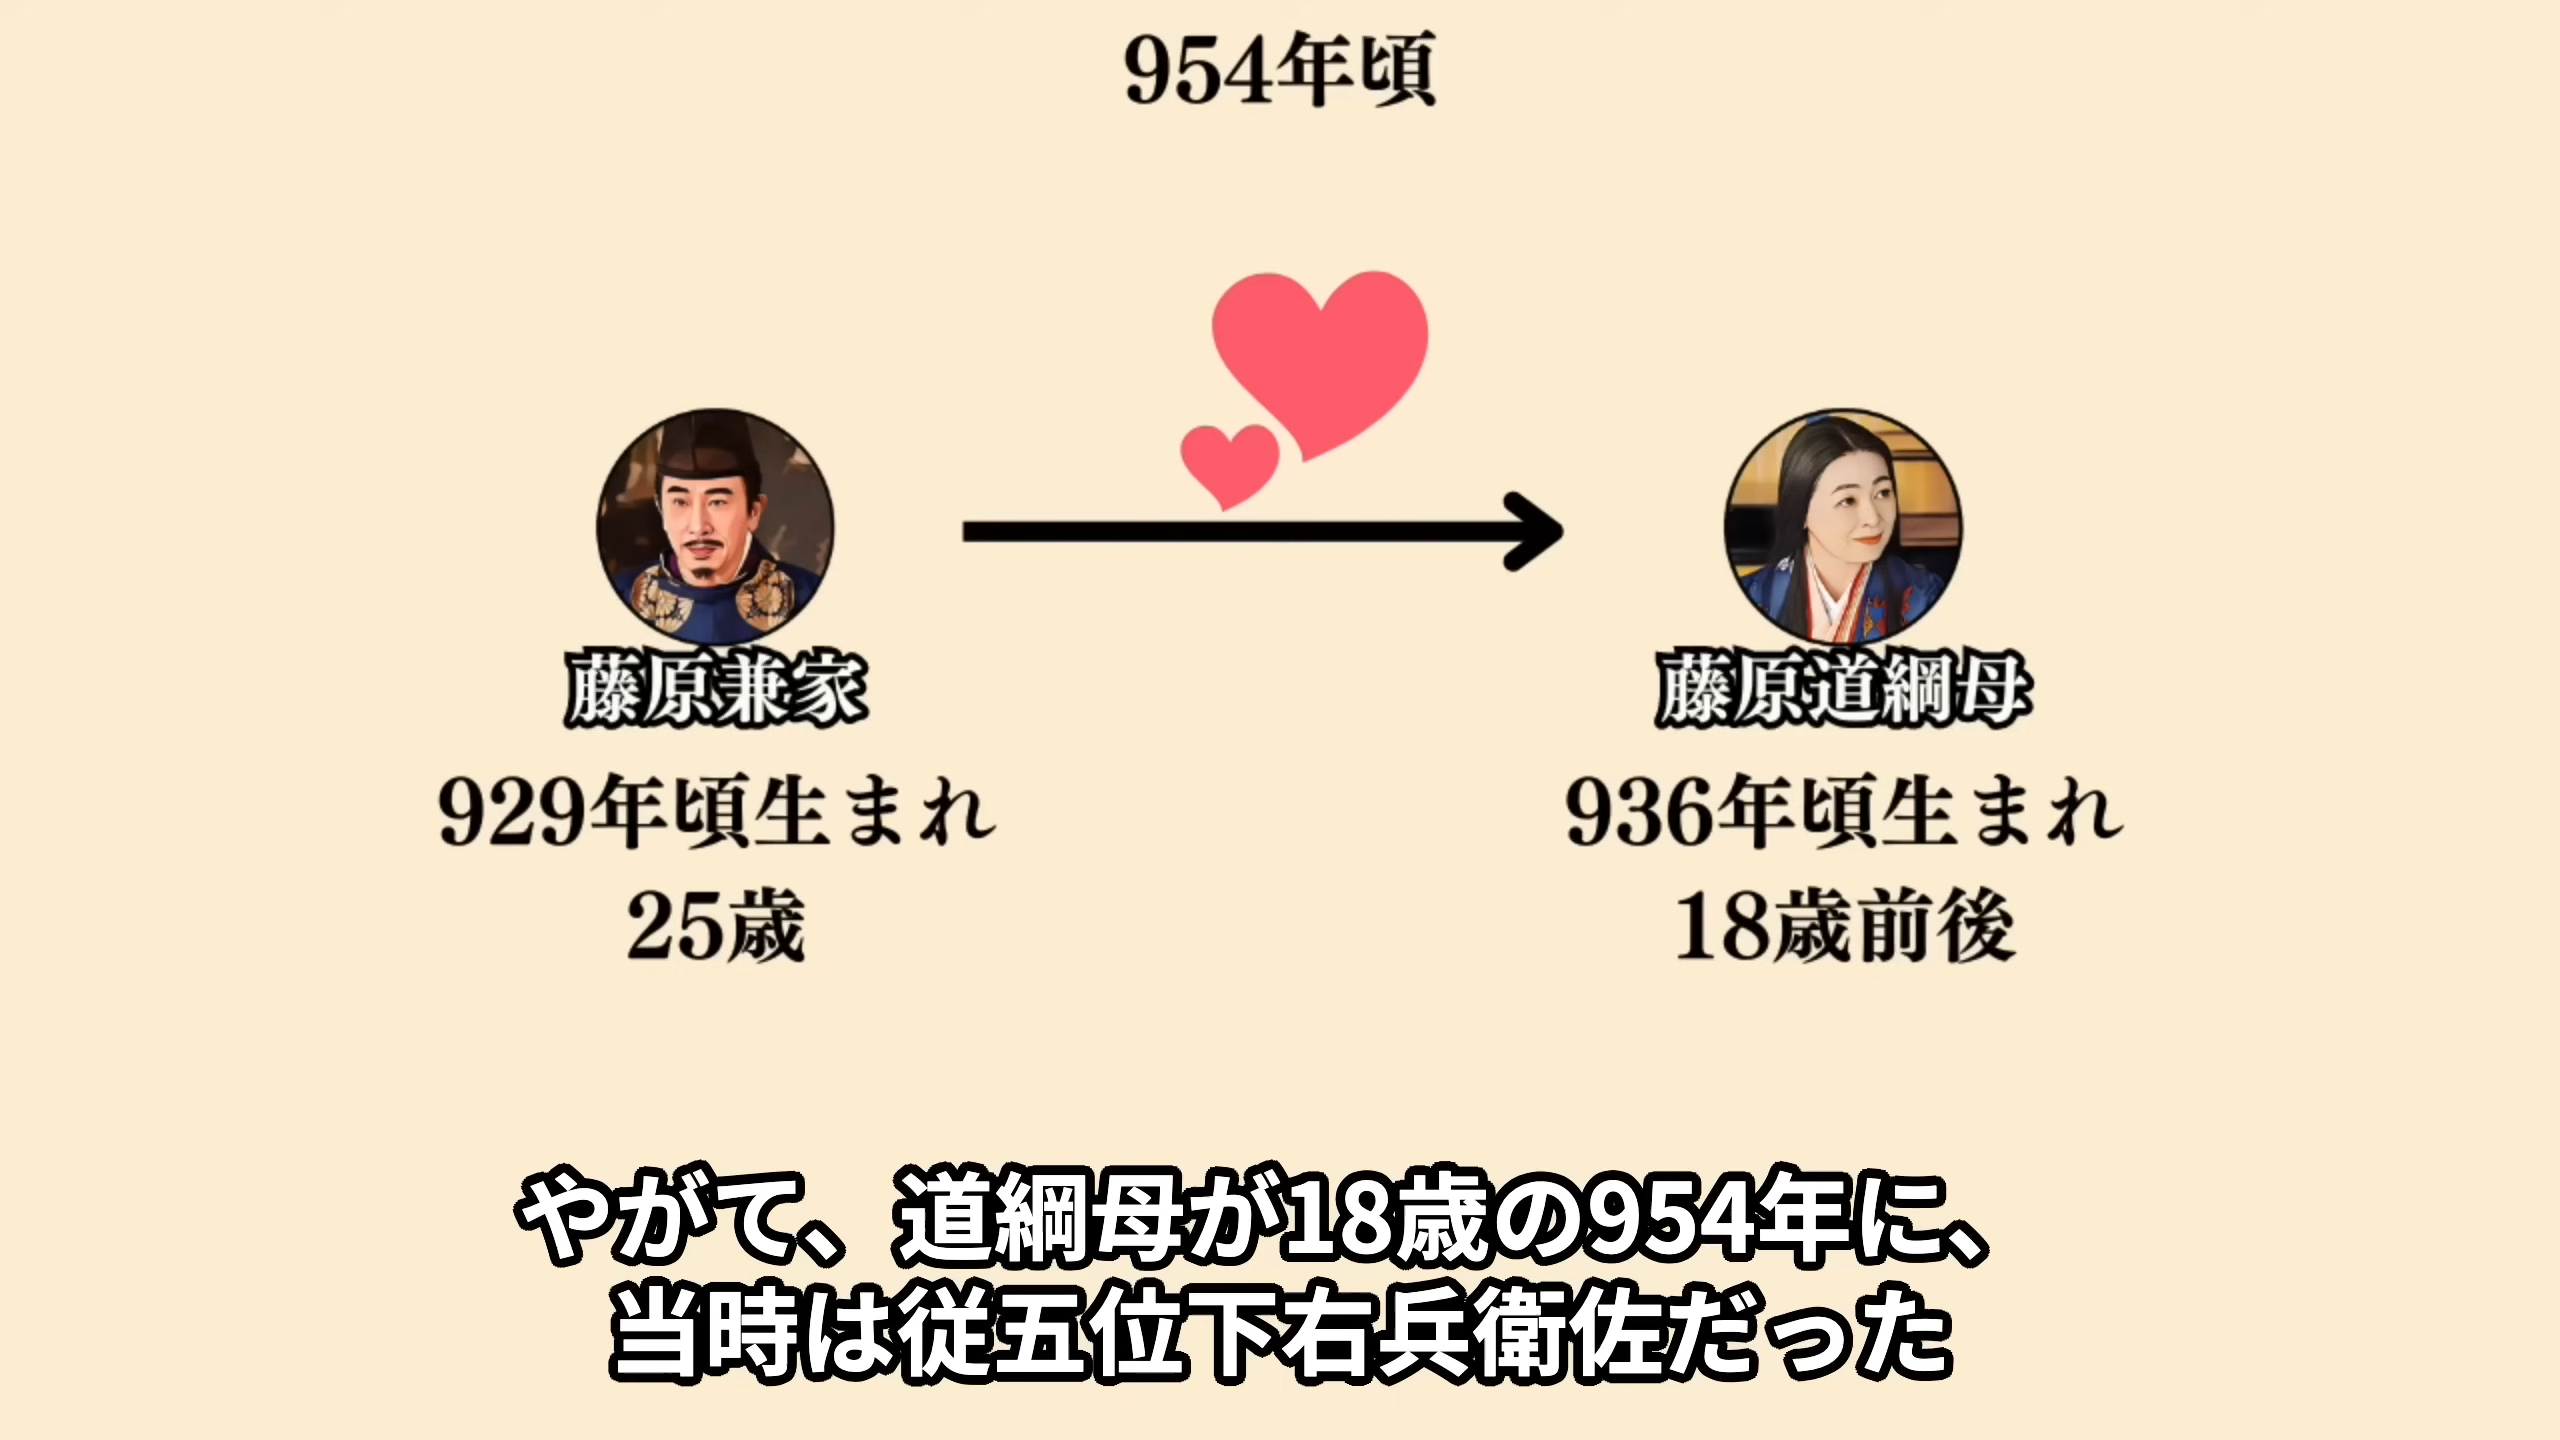 954年頃
藤原兼家
929年頃生まれ
25歳
藤原道綱母
936年頃生まれ
18歳前後
やがて、道綱母が18歳の954年に、
当時は従五位下右兵衛佐だった